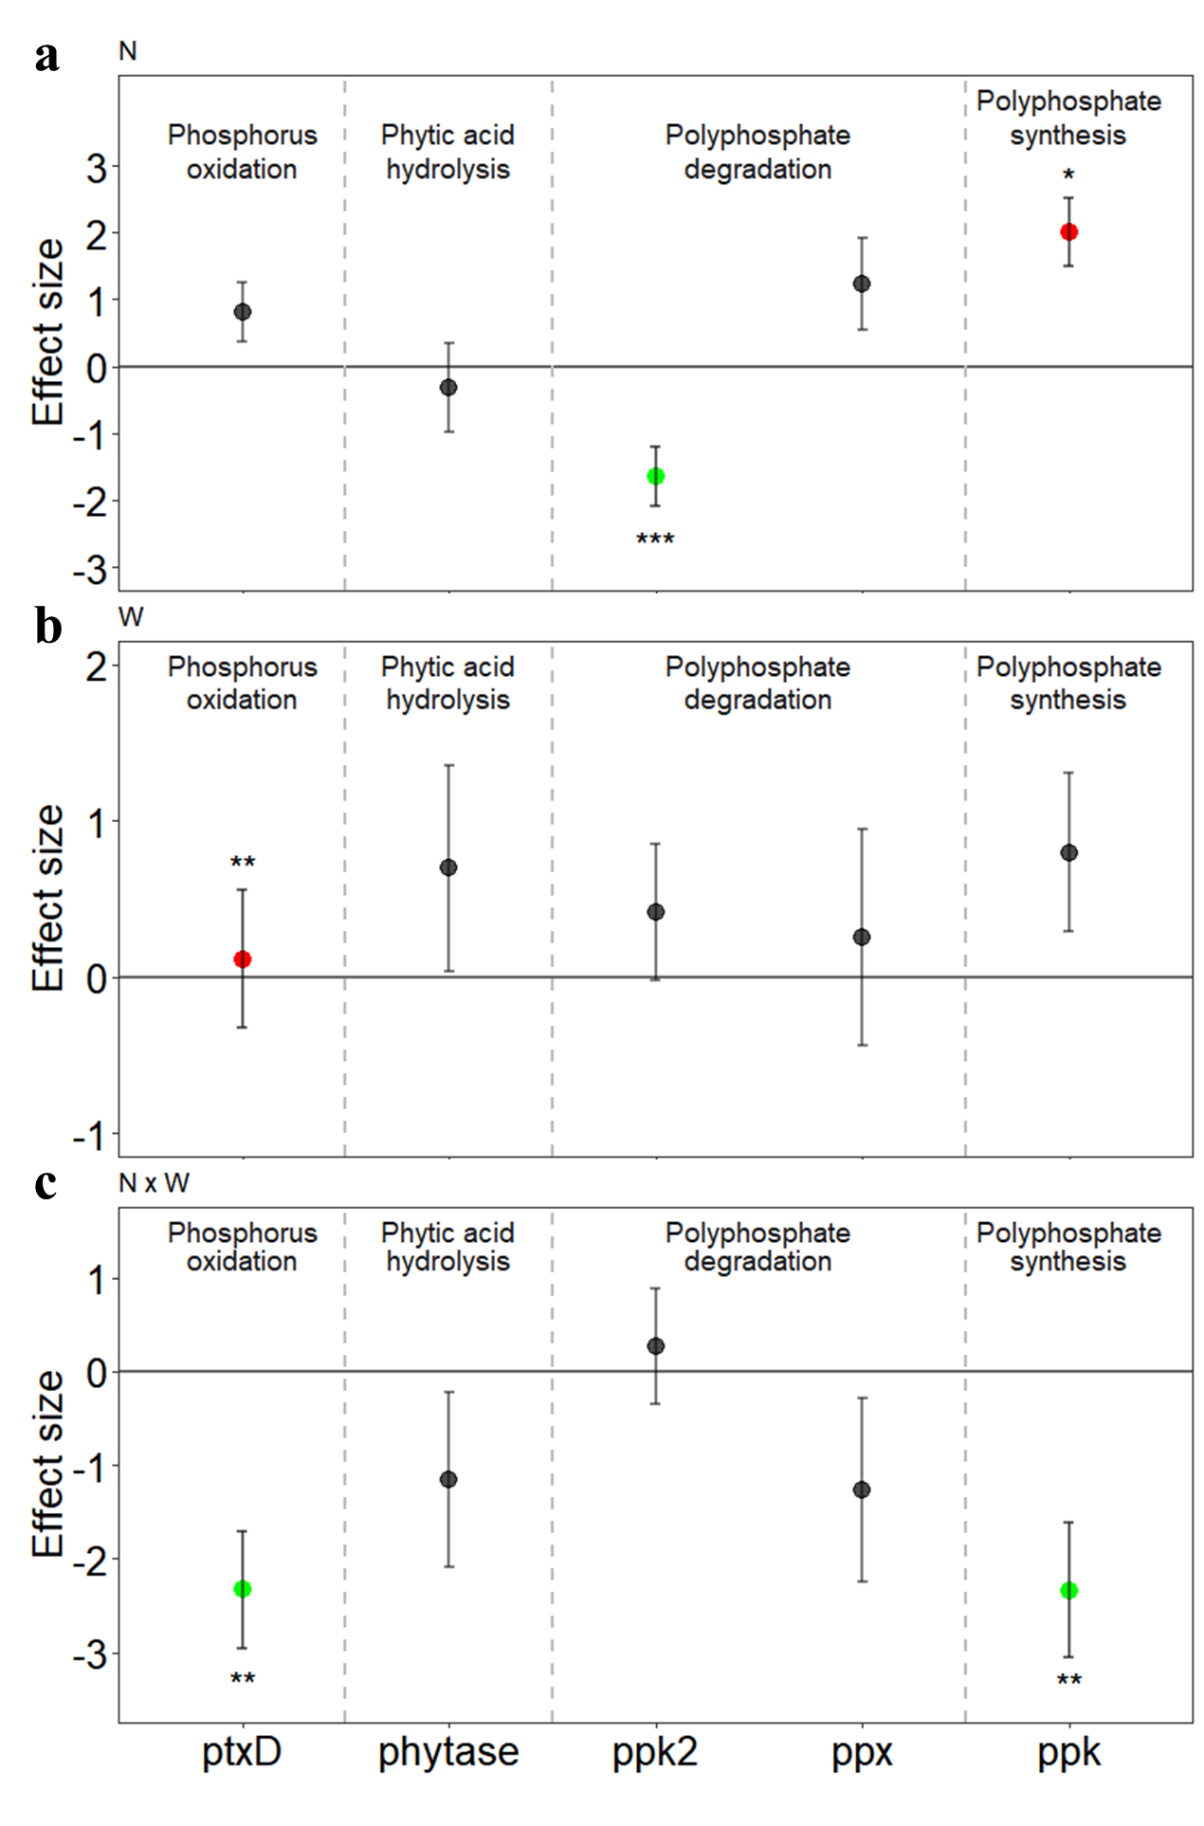 a
N
Phosphorus
oxidation
Phytic acid
hydrolysis
Polyphosphate
degradation
Polyphosphate
synthesis
*
3
2
1
0
-1
-2
-3
Effect size
***
b
W
Phosphorus
oxidation
Phytic acid
hydrolysis
Polyphosphate
degradation
Polyphosphate
synthesis
2
1
0
-1
Effect size
**
c
N x W
Phosphorus
oxidation
Phytic acid
hydrolysis
Polyphosphate
degradation
Polyphosphate
synthesis
1
0
-1
-2
-3
Effect size
**
**
ptxD
phytase
ppk2
ppx
ppk